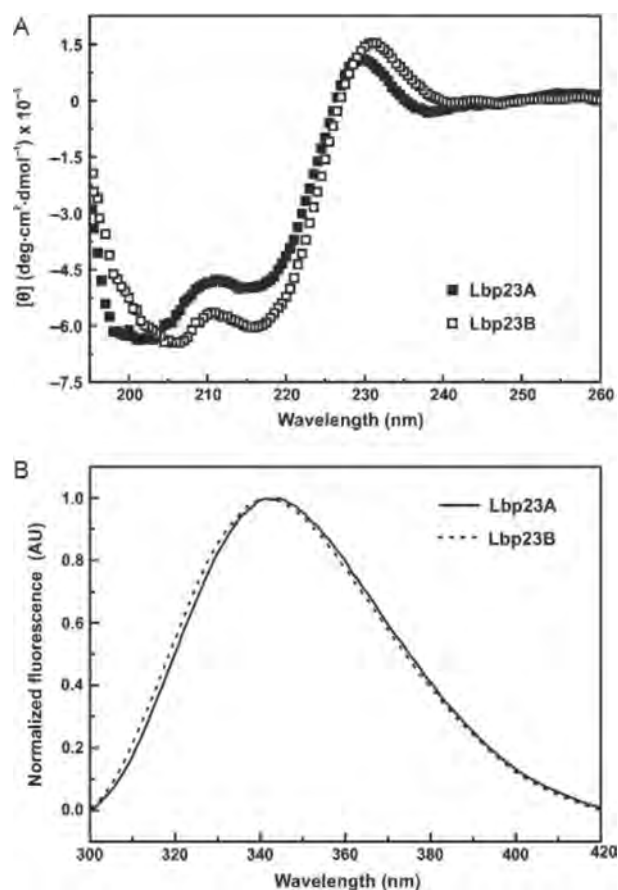 A
1.5
0
–1.5
–3.0
–4.5
–6.0
–7.5
[θ] (deg·cm²·dmol⁻¹) x 10⁻³
Lbp23A
Lbp23B
200 210 220 230 240 250 260
Wavelength (nm)
B
1.0
0.8
0.6
0.4
0.2
0.0
Normalized fluorescence (AU)
Lbp23A
Lbp23B
300 320 340 360 380 400 420
Wavelength (nm)